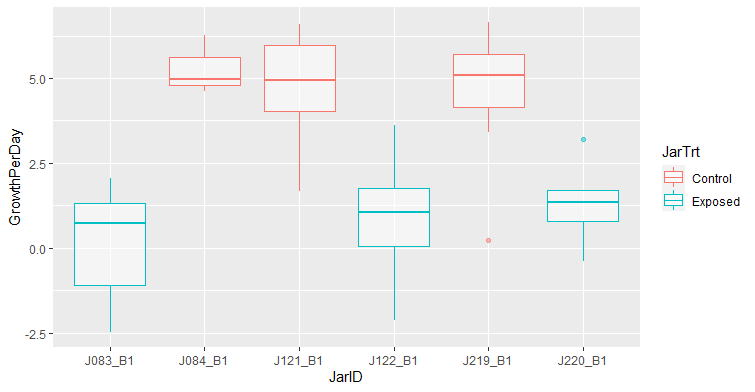 GrowthPerDay
5.0
2.5
0.0
-2.5
J083_B1 J084_B1 J121_B1 J122_B1 J219_B1 J220_B1
JarID
JarTrt
Control
Exposed